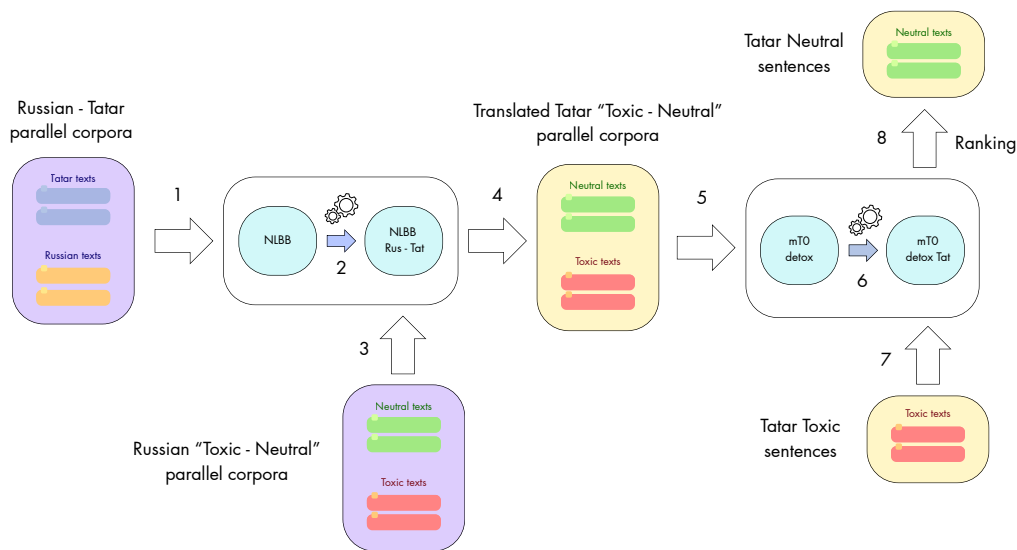 Russian - Tatar
parallel corpora
Tatar texts
Russian texts
1
NLBB
2
NLBB
Rus - Tat
3
Russian “Toxic - Neutral”
parallel corpora
Neutral texts
Toxic texts
4
Translated Tatar “Toxic - Neutral”
parallel corpora
Neutral texts
Toxic texts
5
mT0
detox
6
mT0
detox Tat
7
Tatar Toxic
sentences
Toxic texts
8
Ranking
Tatar Neutral
sentences
Neutral texts